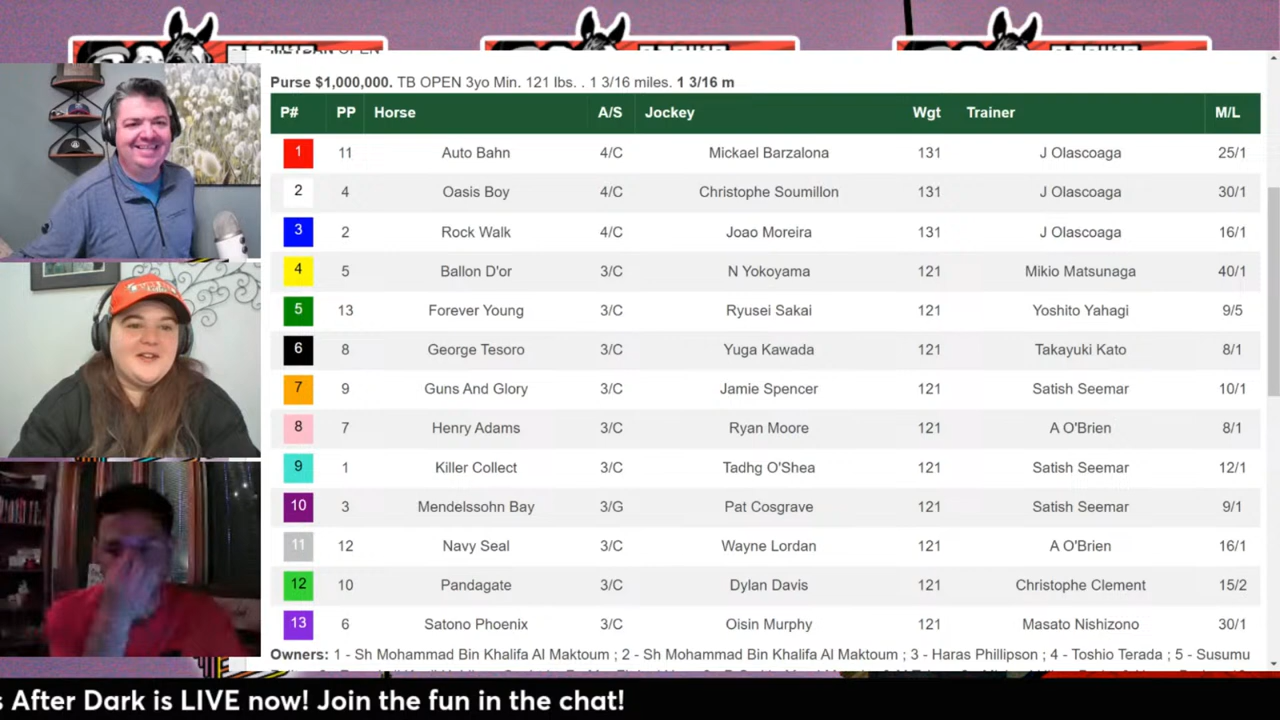 Purse $1,000,000. TB OPEN 3yo Min. 121 lbs. . 1 3/16 miles. 1 3/16 m
P# PP Horse A/S Jockey Wgt Trainer M/L
1 11 Auto Bahn 4/C Mickael Barzalona 131 J Olascoaga 25/1
2 4 Oasis Boy 4/C Christophe Soumillon 131 J Olascoaga 30/1
3 2 Rock Walk 4/C Joao Moreira 131 J Olascoaga 16/1
4 5 Ballon D'or 3/C N Yokoyama 121 Mikio Matsunaga 40/1
5 13 Forever Young 3/C Ryusei Sakai 121 Yoshito Yahagi 9/5
6 8 George Tesoro 3/C Yuga Kawada 121 Takayuki Kato 8/1
7 9 Guns And Glory 3/C Jamie Spencer 121 Satish Seemar 10/1
8 7 Henry Adams 3/C Ryan Moore 121 A O'Brien 8/1
9 1 Killer Collect 3/C Tadhg O'Shea 121 Satish Seemar 12/1
10 3 Mendelssohn Bay 3/G Pat Cosgrave 121 Satish Seemar 9/1
11 12 Navy Seal 3/C Wayne Lordan 121 A O'Brien 16/1
12 10 Pandagate 3/C Dylan Davis 121 Christophe Clement 15/2
13 6 Satono Phoenix 3/C Oisin Murphy 121 Masato Nishizono 30/1
Owners: 1 - Sh Mohammad Bin Khalifa Al Maktoum ; 2 - Sh Mohammad Bin Khalifa Al Maktoum ; 3 - Haras Phillipson ; 4 - Toshio Terada ; 5 - Susumu
s After Dark is LIVE now! Join the fun in the chat!